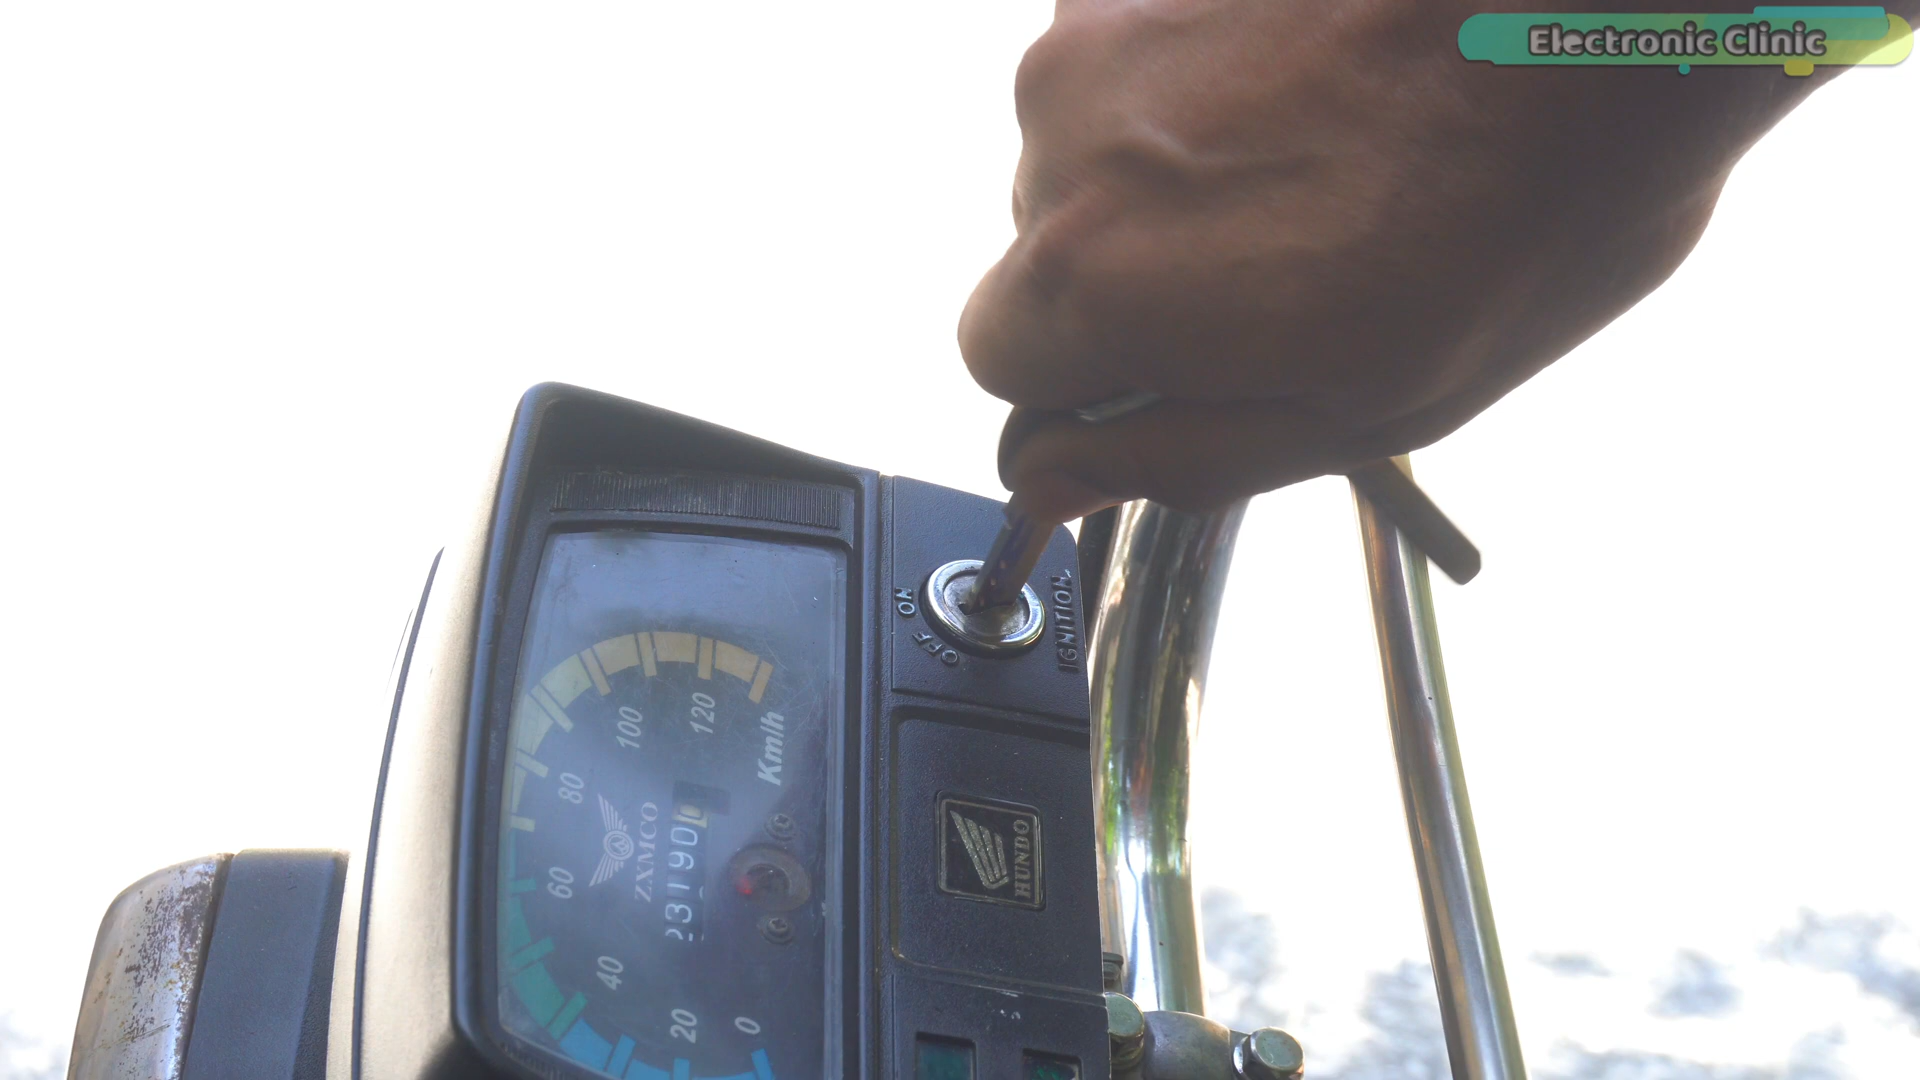 Electronic Clinic
ON
OFF
IGNITION
120
100
80
60
40
20
0
Km/h
ZXMCO
23190
HUNDO